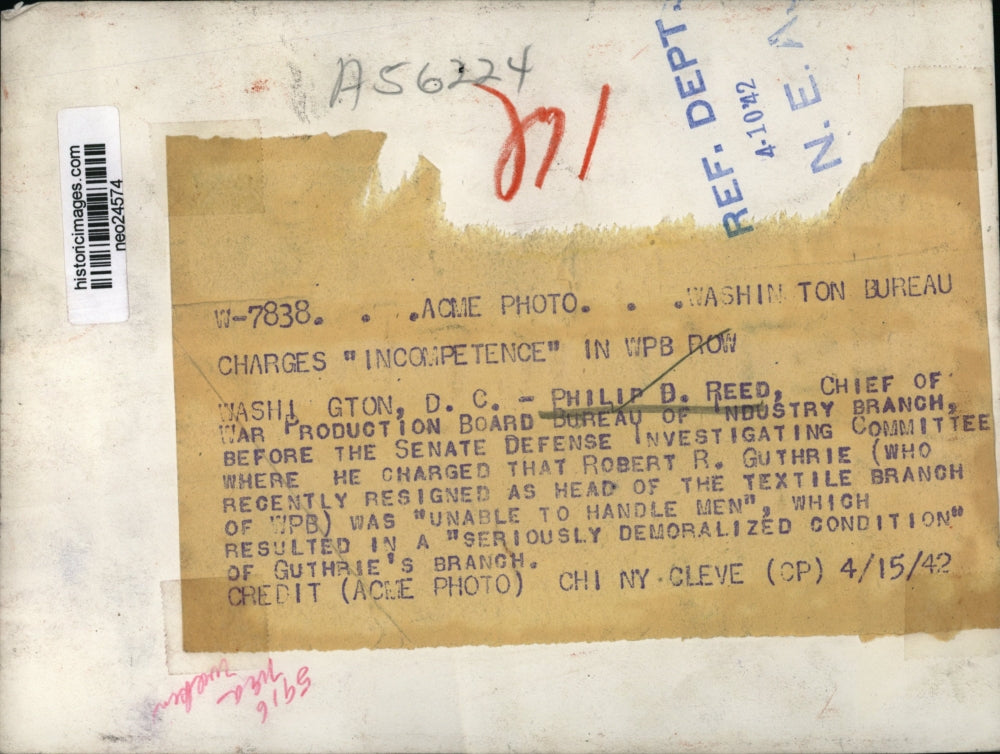 A56224
REF. DEPT.
4-10-42
N. E. A.
historicimages.com
neo24574
W-7838. . .ACME PHOTO. . .WASHIN TON BUREAU
CHARGES "INCOMPETENCE" IN WPB ROW
WASHI GTON, D. C. - PHILIP D. REED, CHIEF OF
WAR PRODUCTION BOARD BUREAU OF INDUSTRY BRANCH,
BEFORE THE SENATE DEFENSE INVESTIGATING COMMITTEE
WHERE HE CHARGED THAT ROBERT R. GUTHRIE (WHO
RECENTLY RESIGNED AS HEAD OF THE TEXTILE BRANCH
OF WPB) WAS "UNABLE TO HANDLE MEN", WHICH
RESULTED IN A "SERIOUSLY DEMORALIZED CONDITION"
OF GUTHRIE'S BRANCH.
CREDIT (ACME PHOTO) CHI NY CLEVE (CP) 4/15/42
5916